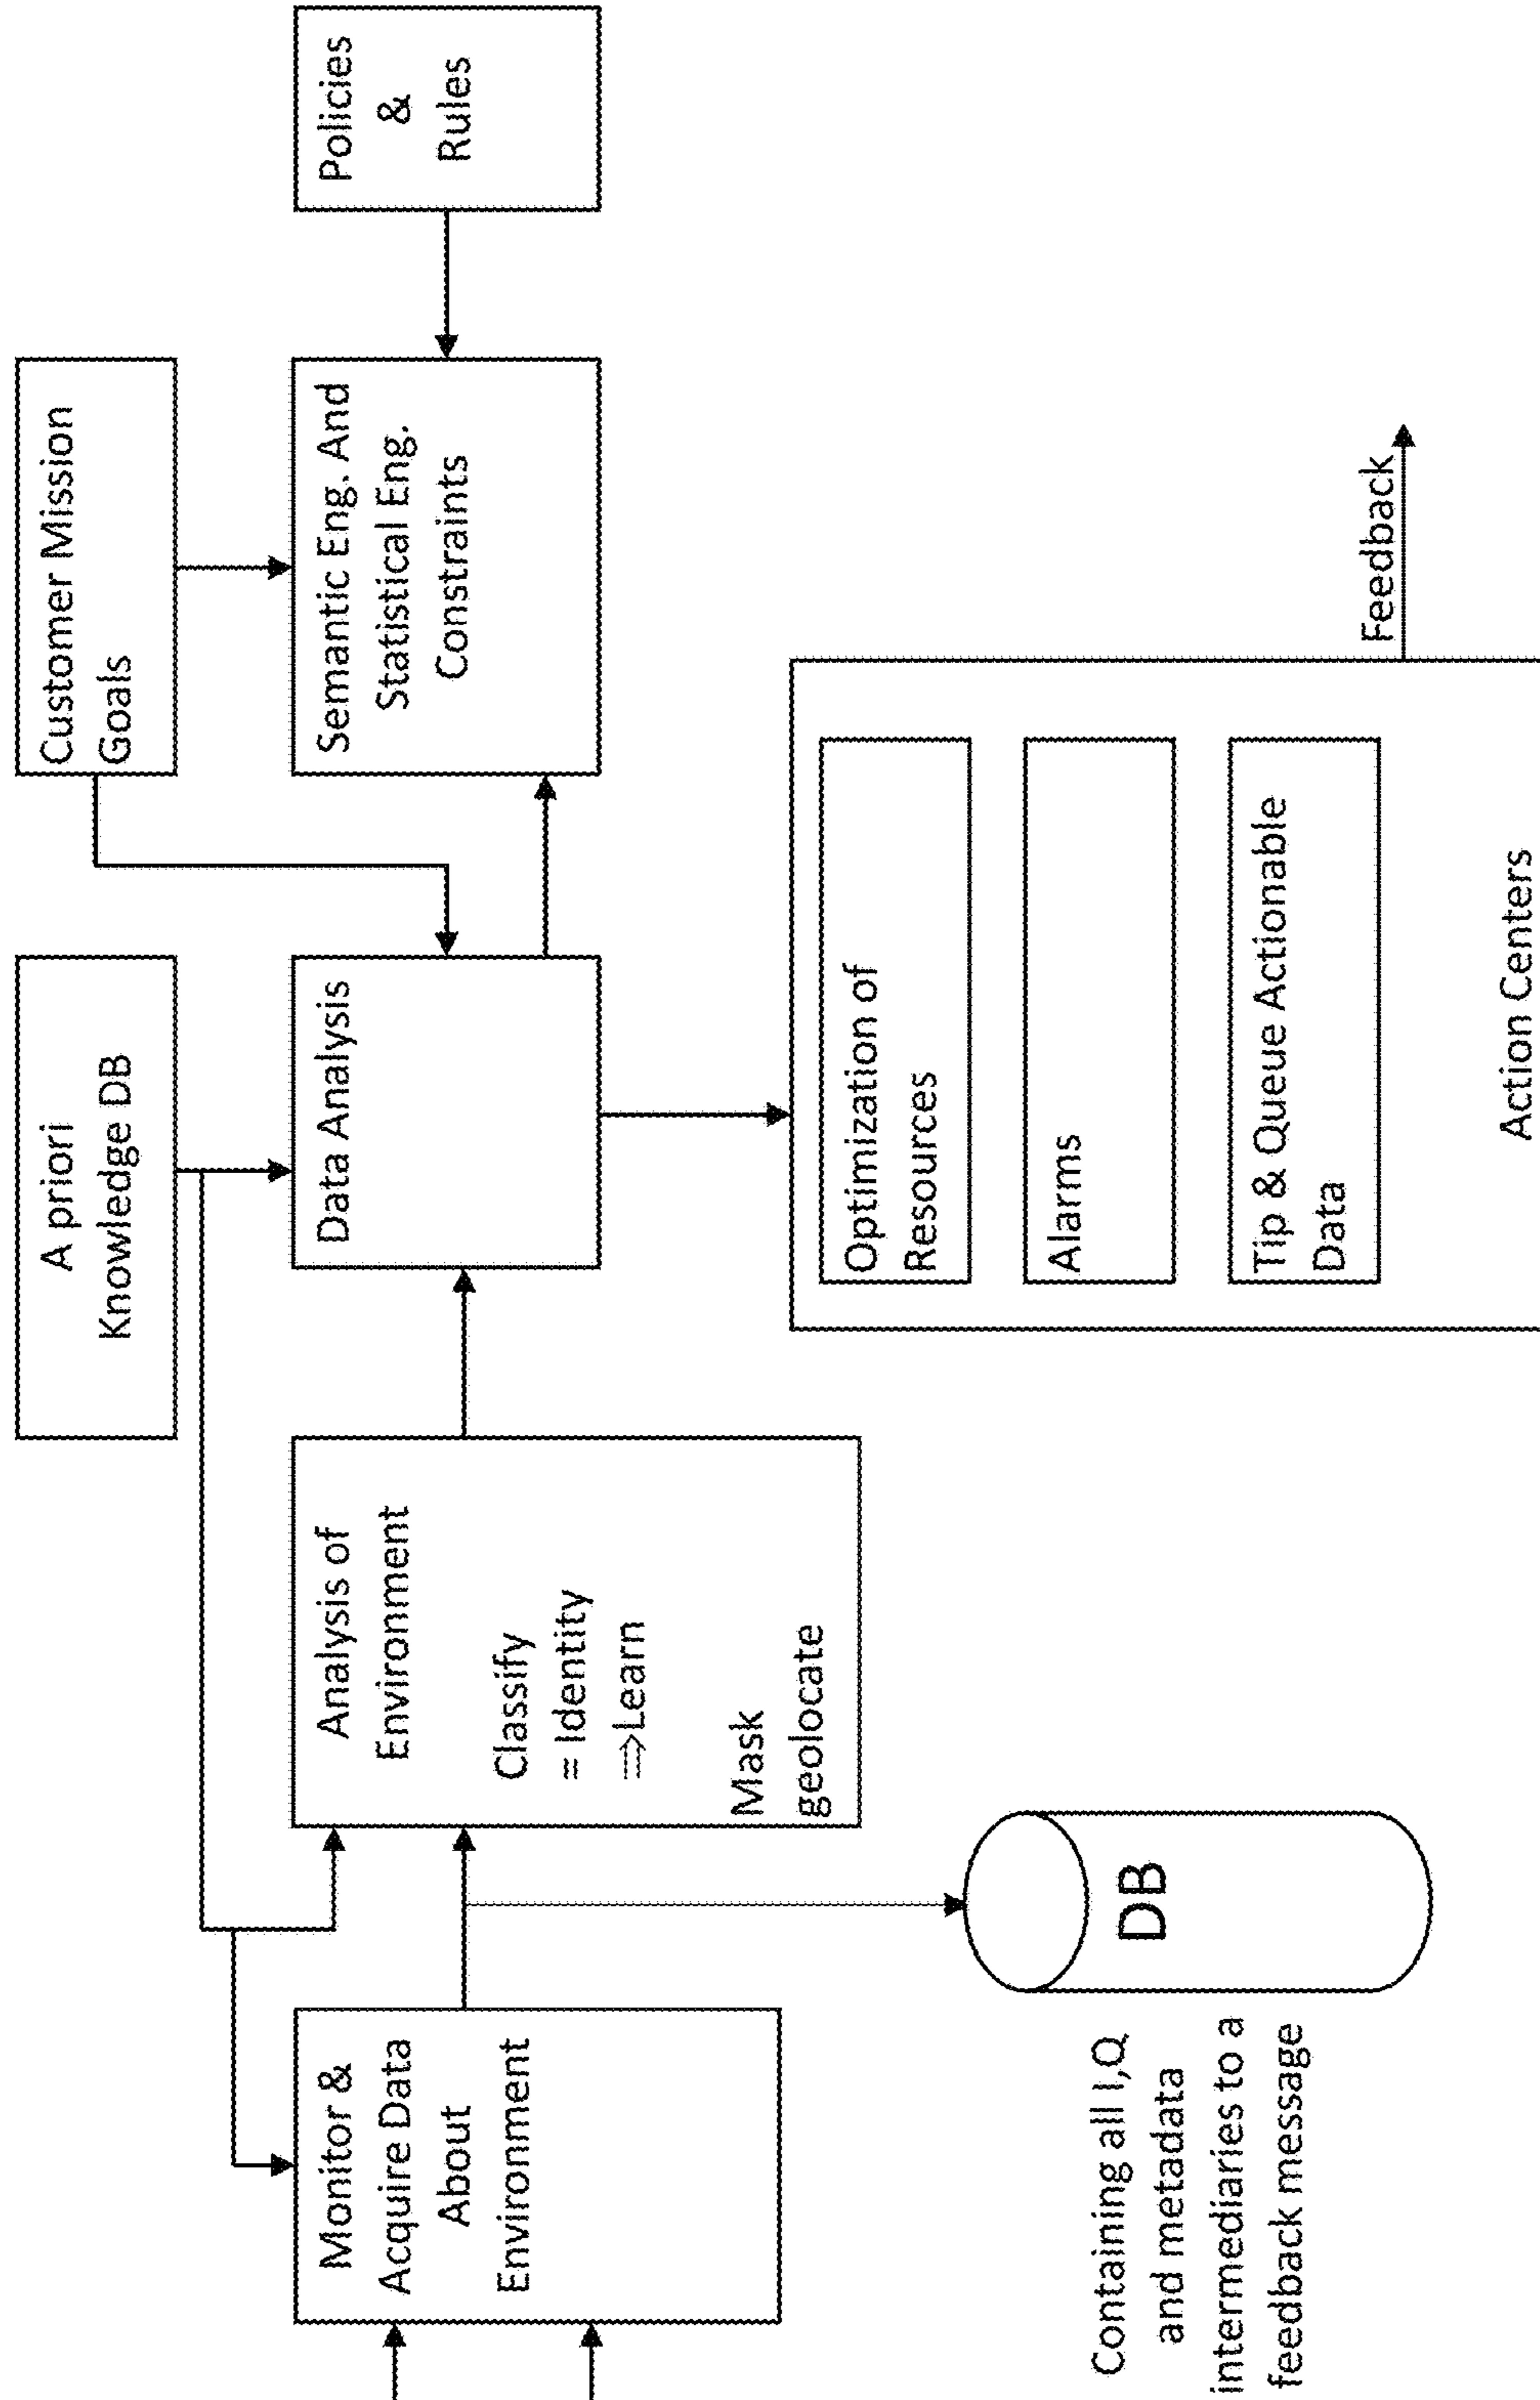 A priori
Knowledge DB
Customer Mission
Goals
Monitor &
Acquire Data
About
Environment
Analysis of
Environment
Classify
= Identity
⇒Learn
Mask
geolocate
Data Analysis
Semantic Eng. And
Statistical Eng.
Constraints
Policies
&
Rules
Containing all I,Q
and metadata
intermediaries to a
feedback message
DB
Optimization of
Resources
Alarms
Tip & Queue Actionable
Data
Action Centers
Feedback